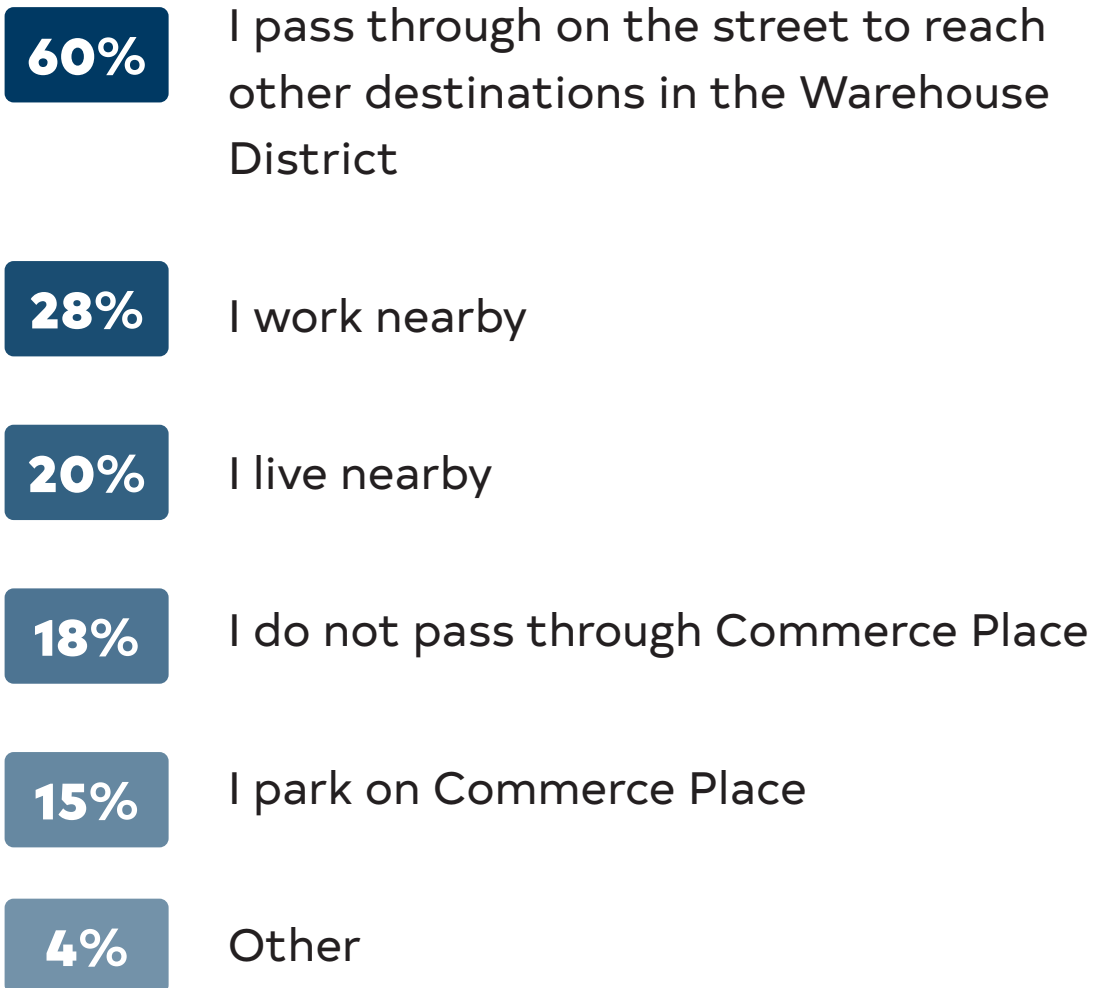 60%
I pass through on the street to reach
other destinations in the Warehouse
District
28%
I work nearby
20%
I live nearby
18%
I do not pass through Commerce Place
15%
I park on Commerce Place
4%
Other